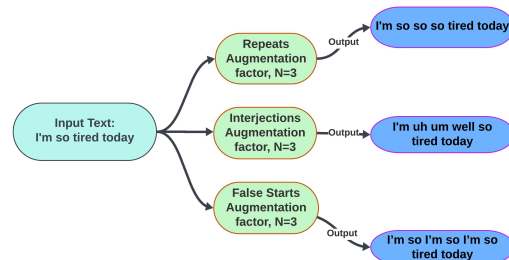 Input Text:
I'm so tired today
Repeats
Augmentation
factor, N=3
Output
I'm so so so tired today
Interjections
Augmentation
factor, N=3
Output
I'm uh um well so
tired today
False Starts
Augmentation
factor, N=3
Output
I'm so I'm so I'm so
tired today